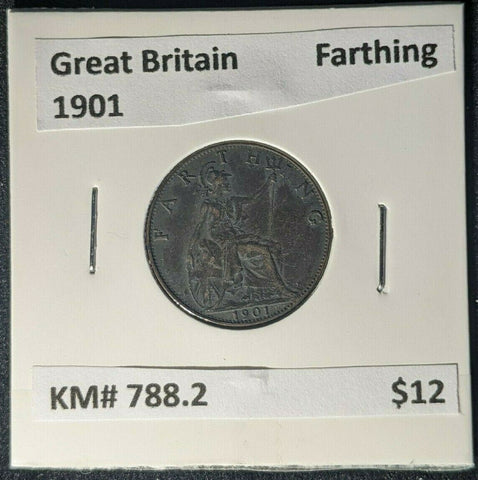 Great Britain Farthing
1901
FARTHING
1901
KM# 788.2 $12